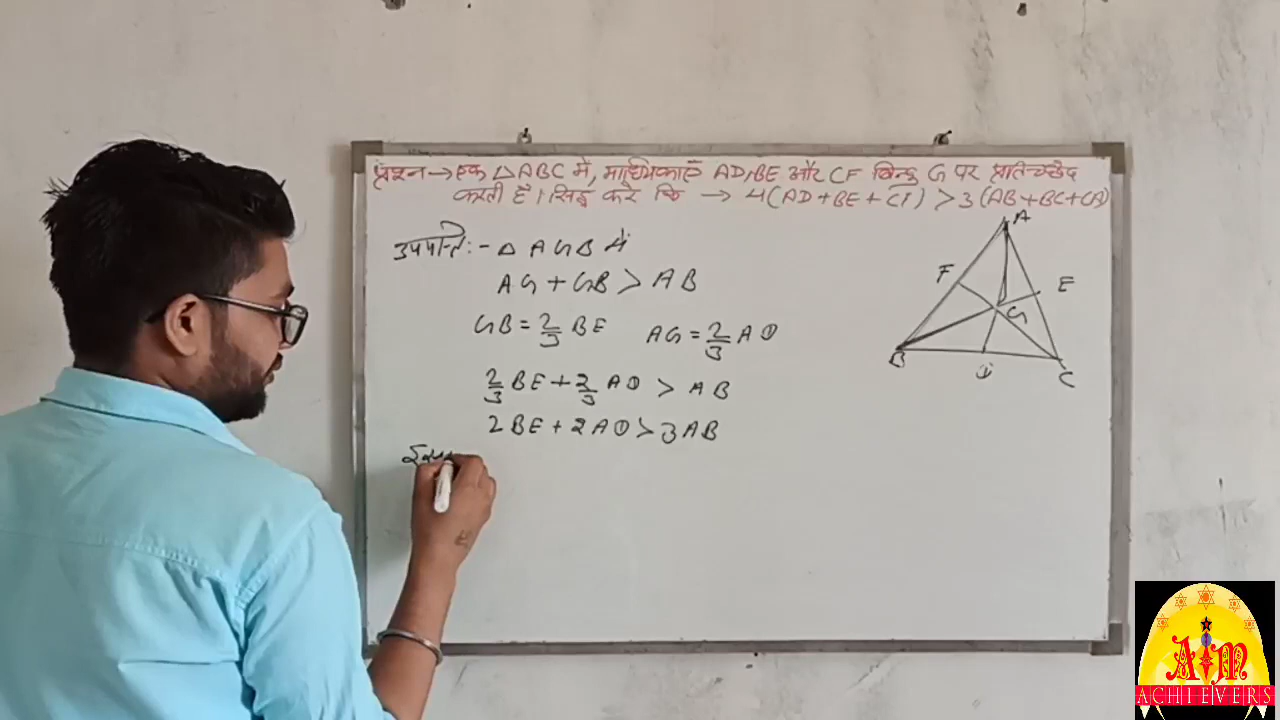 प्रश्न → एक △ABC में, माध्यिकाएँ AD, BE और CF बिन्दु G पर प्रतिच्छेद
करती है। सिद्ध करे कि → 4(AD+BE+CF) > 3(AB+BC+CA)
उपपत्ति :- △ AGB में
AG + GB > AB
GB = 2/3 BE AG = 2/3 AD
2/3 BE + 2/3 AD > AB
2BE + 2AD > 3AB
A
F
E
G
B
D
C
AIM
ACHIEVERS